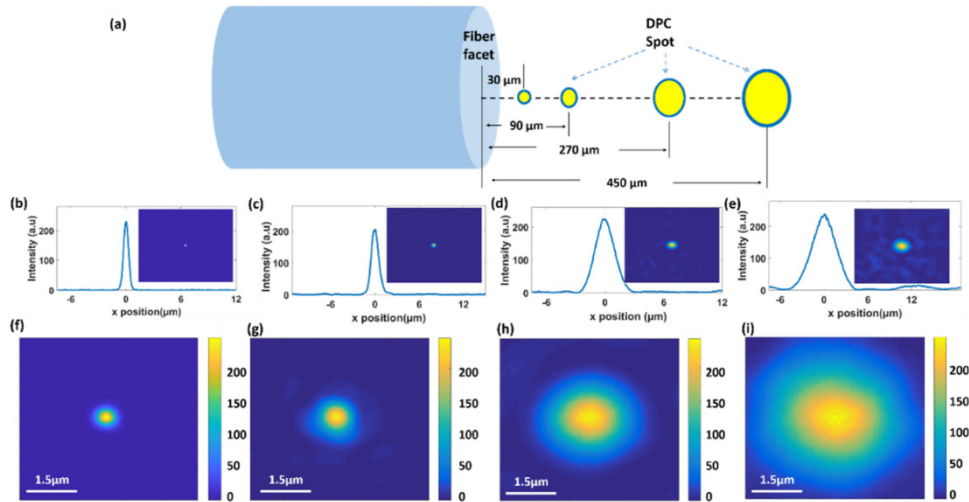 (a)
Fiber
facet
DPC
Spot
30 µm
90 µm
270 µm
450 µm
(b)
Intensity (a.u)
200
100
0
-6 0 6 12
x position(µm)
(c)
Intensity (a.u)
200
100
0
-6 0 6 12
x position(µm)
(d)
Intensity (a.u)
200
100
0
-6 0 6 12
x position (µm)
(e)
Intensity (a.u)
200
100
0
-6 0 6 12
x position(µm)
(f)
200
150
100
50
0
1.5µm
(g)
200
150
100
50
0
1.5µm
(h)
200
150
100
50
0
1.5µm
(i)
200
150
100
50
0
1.5µm